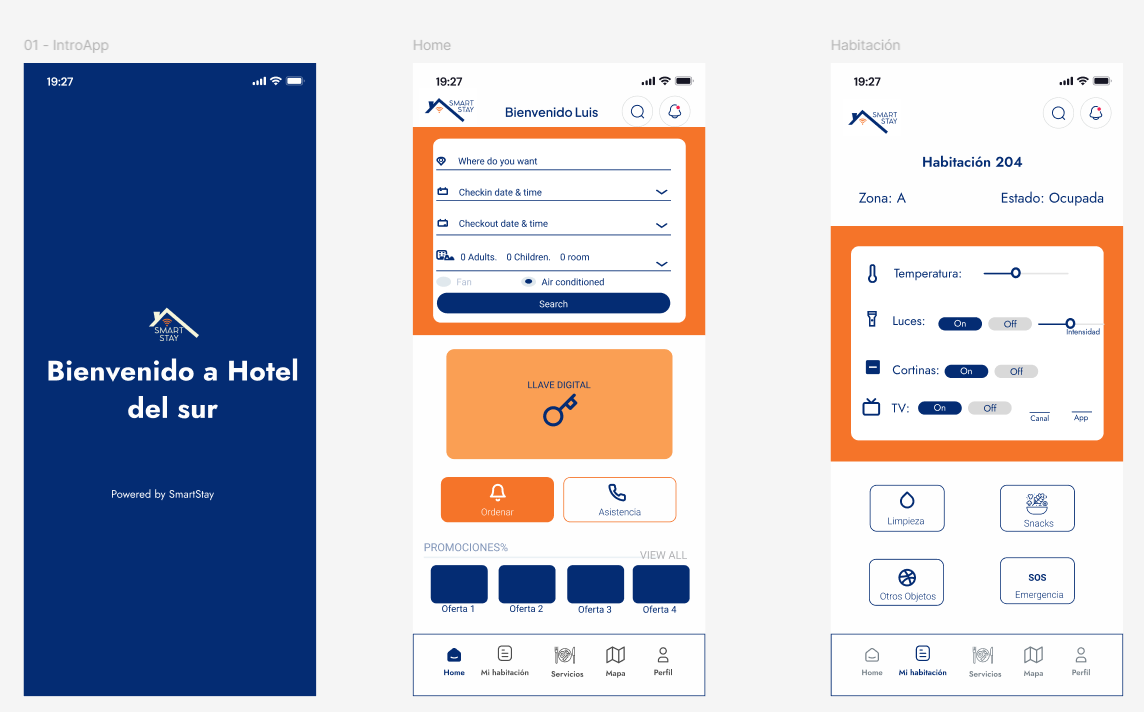 01 - IntroApp
19:27
SMART
STAY
Bienvenido a Hotel
del sur
Powered by SmartStay
Home
19:27
SMART
STAY
Bienvenido Luis
Where do you want
Checkin date & time
Checkout date & time
0 Adults. 0 Children. 0 room
Fan Air conditioned
Search
LLAVE DIGITAL
Ordenar
Asistencia
PROMOCIONES%
VIEW ALL
Oferta 1 Oferta 2 Oferta 3 Oferta 4
Home Mi habitación Servicios Mapa Perfil
Habitación
19:27
SMART
STAY
Habitación 204
Zona: A Estado: Ocupada
Temperatura:
Luces: On Off
Intensidad
Cortinas: On Off
TV: On Off
Canal App
Limpieza Snacks
Otros Objetos
SOS
Emergencia
Home Mi habitación Servicios Mapa Perfil